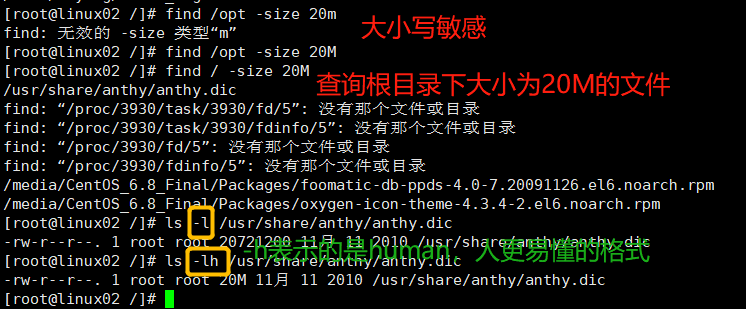 [root@linux02 /]# find /opt -size 20m
find: 无效的 -size 类型“m”
大小写敏感
[root@linux02 /]# find /opt -size 20M
[root@linux02 /]# find / -size 20M
查询根目录下大小为20M的文件
/usr/share/anthy/anthy.dic
find: “/proc/3930/task/3930/fd/5”: 没有那个文件或目录
find: “/proc/3930/task/3930/fdinfo/5”: 没有那个文件或目录
find: “/proc/3930/fd/5”: 没有那个文件或目录
find: “/proc/3930/fdinfo/5”: 没有那个文件或目录
/media/CentOS_6.8_Final/Packages/foomatic-db-ppds-4.0-7.20091126.el6.noarch.rpm
/media/CentOS_6.8_Final/Packages/oxygen-icon-theme-4.3.4-2.el6.noarch.rpm
[root@linux02 /]# ls -l /usr/share/anthy/anthy.dic
-rw-r--r--. 1 root root 20721200 11月 11 2010 /usr/share/anthy/anthy.dic
-h表示的是human，人更易懂的格式
[root@linux02 /]# ls -lh /usr/share/anthy/anthy.dic
-rw-r--r--. 1 root root 20M 11月 11 2010 /usr/share/anthy/anthy.dic
[root@linux02 /]#